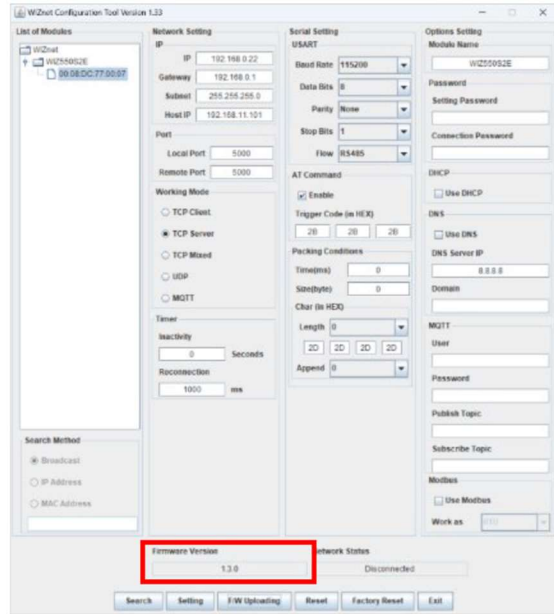 WIZnet Configuration Tool Version 1.33
List of Modules
WIZnet
WIZ550S2E
00:08:DC:77:00:07
Search Method
Broadcast
IP Address
MAC Address
Network Setting
IP
IP 192.168.0.22
Gateway 192.168.0.1
Subnet 255.255.255.0
Host IP 192.168.11.101
Port
Local Port 5000
Remote Port 5000
Working Mode
TCP Client
TCP Server
TCP Mixed
UDP
MQTT
Timer
Inactivity
0 Seconds
Reconnection
1000 ms
Serial Setting
USART
Baud Rate 115200
Data Bits 8
Parity None
Stop Bits 1
Flow RS485
AT Command
Enable
Trigger Code (in HEX)
2B 2B 2B
Packing Conditions
Time(ms) 0
Size(byte) 0
Char (in HEX)
Length 0
2D 2D 2D 2D
Append 0
Options Setting
Module Name
WIZ550S2E
Password
Setting Password
Connection Password
DHCP
Use DHCP
DNS
Use DNS
DNS Server IP
8.8.8.8
Domain
MQTT
User
Password
Publish Topic
Subscribe Topic
Modbus
Use Modbus
Work as RTU
Firmware Version
1.3.0
Network Status
Disconnected
Search Setting F/W Uploading Reset Factory Reset Exit